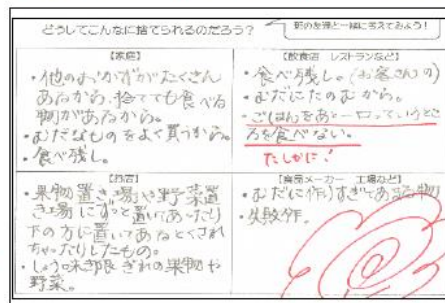 どうしてこんなに捨てられるのだろう?
班の友達と一緒に考えてみよう!
【家庭】
・他のおかずがたくさん
あるから、捨てても食べる
物があるから。
・むだなものをよく買うから。
・食べ残し。
【飲食店 レストランなど】
・食べ残し。(お客さんの)
・むだにたのむから。
・ごはんをあと一口っていうとこ
ろを食べない。
たしかに!
【お店】
・果物置き場や野菜置
き場にずっと置いてあったり
下の方に置いてあるとくされ
ちゃったりしたもの。
・しょう味期限ぎれの果物や
野菜。
【食品メーカー 工場など】
・むだに作りすぎてある物
・失敗作。